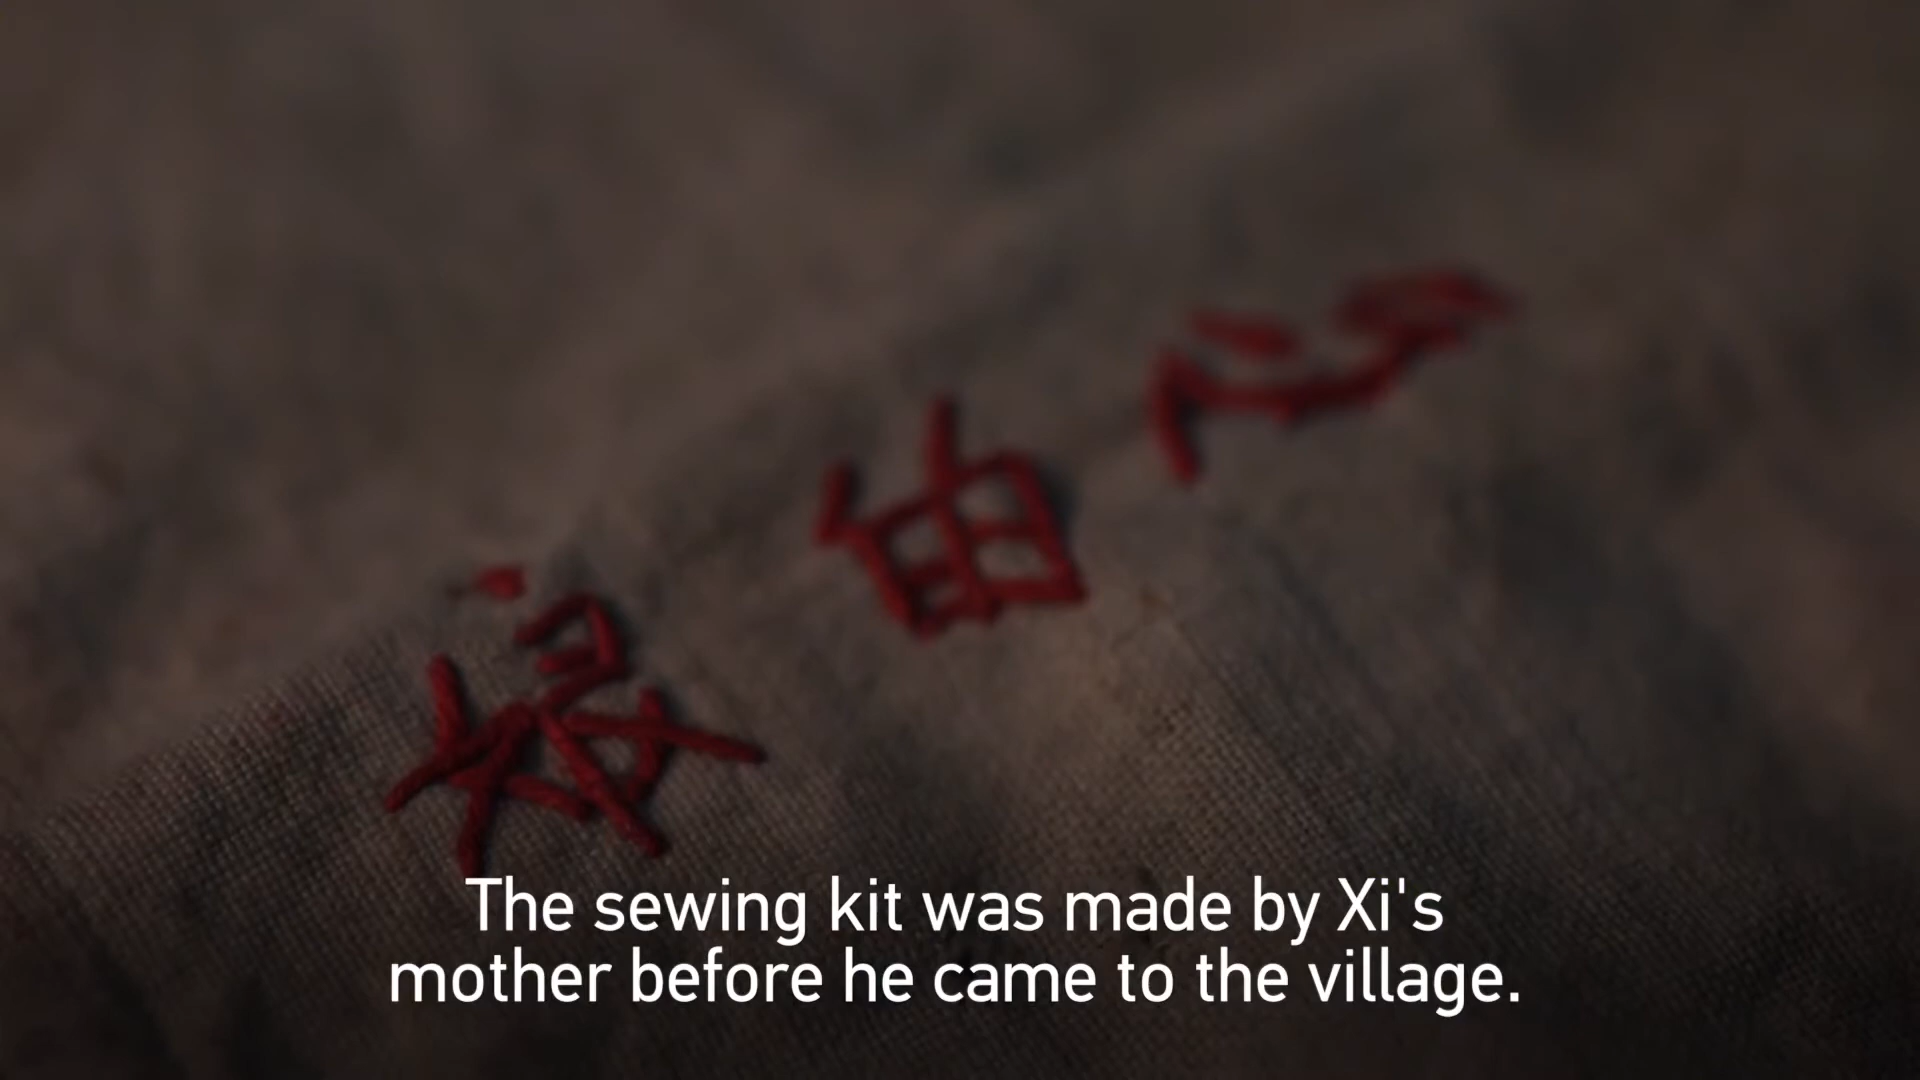 娘的心
The sewing kit was made by Xi's
mother before he came to the village.